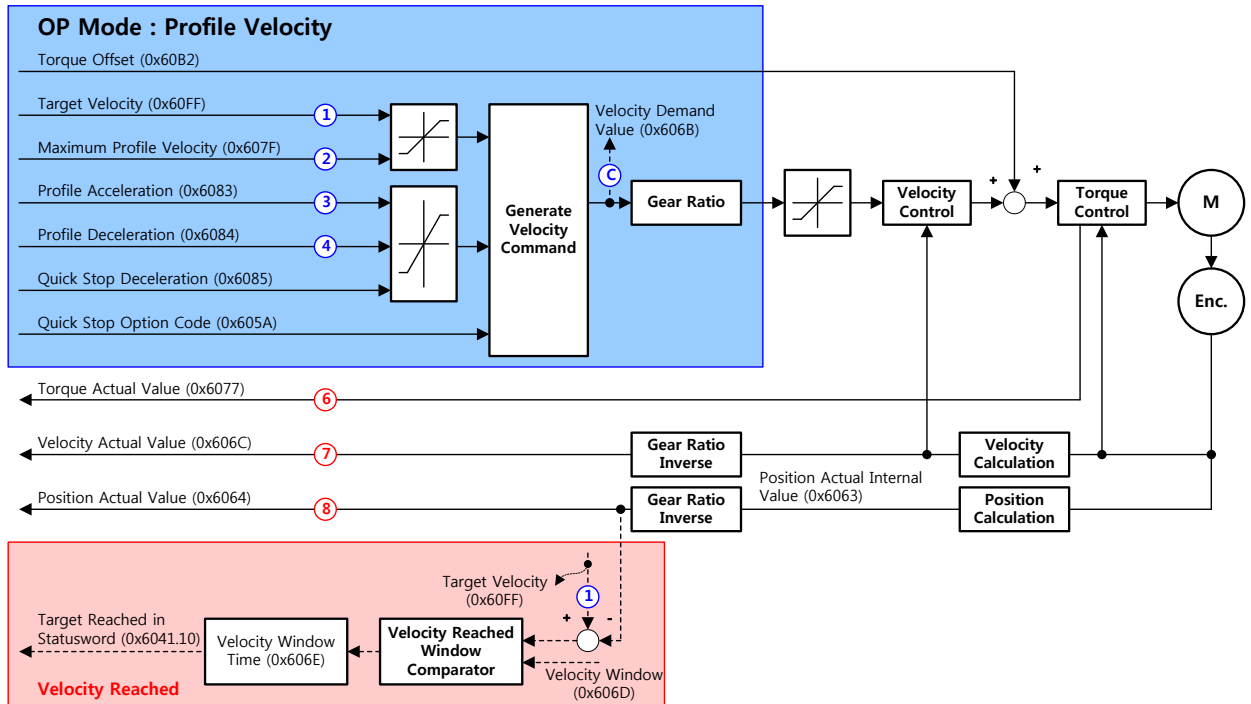 OP Mode : Profile Velocity
Torque Offset (0x60B2)
Target Velocity (0x60FF)
1
Maximum Profile Velocity (0x607F)
2
Profile Acceleration (0x6083)
3
Profile Deceleration (0x6084)
4
Quick Stop Deceleration (0x6085)
Quick Stop Option Code (0x605A)
Generate
Velocity
Command
Velocity Demand
Value (0x606B)
C
Gear Ratio
Velocity
Control
+
+
Torque
Control
M
Enc.
Torque Actual Value (0x6077)
6
Velocity Actual Value (0x606C)
7
Gear Ratio
Inverse
Velocity
Calculation
Position Actual Value (0x6064)
8
Gear Ratio
Inverse
Position Actual Internal
Value (0x6063)
Position
Calculation
Target Velocity
(0x60FF)
1
+
-
Target Reached in
Statusword (0x6041.10)
Velocity Window
Time (0x606E)
Velocity Reached
Window
Comparator
Velocity Window
(0x606D)
Velocity Reached